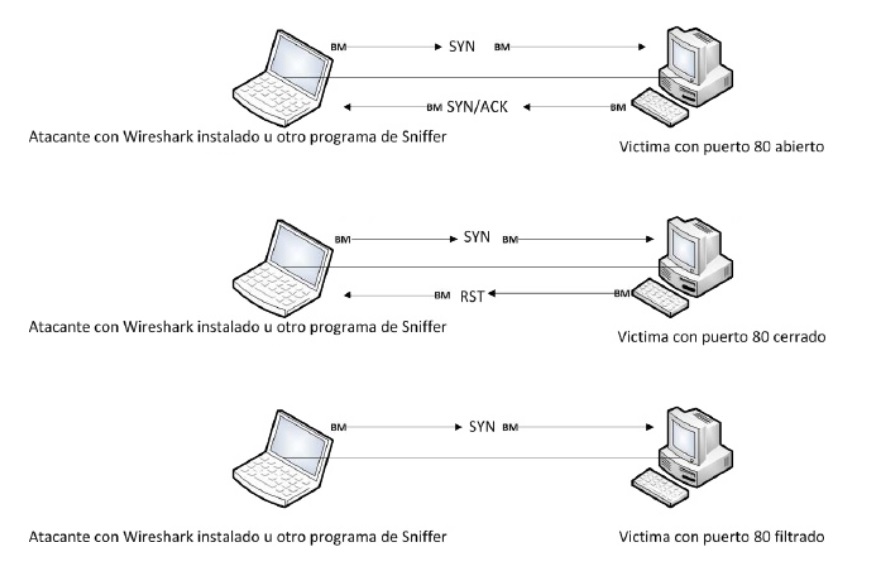 BM SYN BM
BM SYN/ACK BM
Atacante con Wireshark instalado u otro programa de Sniffer
Victima con puerto 80 abierto
BM SYN BM
BM RST BM
Atacante con Wireshark instalado u otro programa de Sniffer
Victima con puerto 80 cerrado
BM SYN BM
Atacante con Wireshark instalado u otro programa de Sniffer
Victima con puerto 80 filtrado